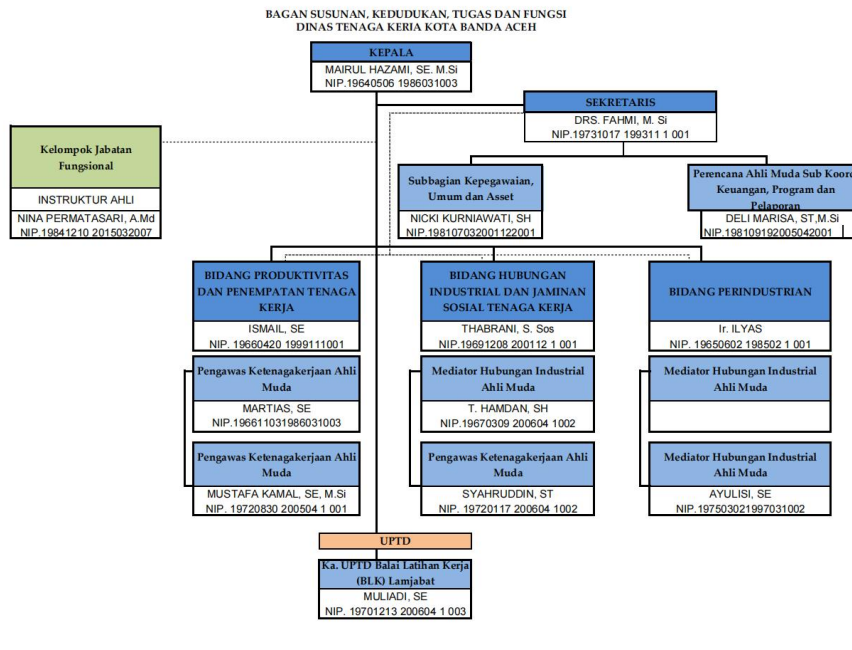 BAGAN SUSUNAN, KEDUDUKAN, TUGAS DAN FUNGSI
DINAS TENAGA KERJA KOTA BANDA ACEH
KEPALA
MAIRUL HAZAMI, SE. M.Si
NIP.19640506 1986031003
SEKRETARIS
DRS. FAHMI, M. Si
NIP.19731017 199311 1 001
Kelompok Jabatan
Fungsional
INSTRUKTUR AHLI
NINA PERMATASARI, A.Md
NIP.19841210 2015032007
Subbagian Kepegawaian,
Umum dan Asset
NICKI KURNIAWATI, SH
NIP.198107032001122001
Perencana Ahli Muda Sub Koord
Keuangan, Program dan
Pelaporan
DELI MARISA, ST,M.Si
NIP.198109192005042001
BIDANG PRODUKTIVITAS
DAN PENEMPATAN TENAGA
KERJA
ISMAIL, SE
NIP. 19660420 1999111001
BIDANG HUBUNGAN
INDUSTRIAL DAN JAMINAN
SOSIAL TENAGA KERJA
THABRANI, S. Sos
NIP.19691208 200112 1 001
BIDANG PERINDUSTRIAN
Ir. ILYAS
NIP. 19650602 198502 1 001
Pengawas Ketenagakerjaan Ahli
Muda
MARTIAS, SE
NIP.196611031986031003
Mediator Hubungan Industrial
Ahli Muda
T. HAMDAN, SH
NIP.19670309 200604 1002
Mediator Hubungan Industrial
Ahli Muda
Pengawas Ketenagakerjaan Ahli
Muda
MUSTAFA KAMAL, SE, M.Si
NIP. 19720830 200504 1 001
Pengawas Ketenagakerjaan Ahli
Muda
SYAHRUDDIN, ST
NIP.19720117 200604 1002
Mediator Hubungan Industrial
Ahli Muda
AYULISI, SE
NIP.197503021997031002
UPTD
Ka. UPTD Balai Latihan Kerja
(BLK) Lamjabat
MULIADI, SE
NIP. 19701213 200604 1 003